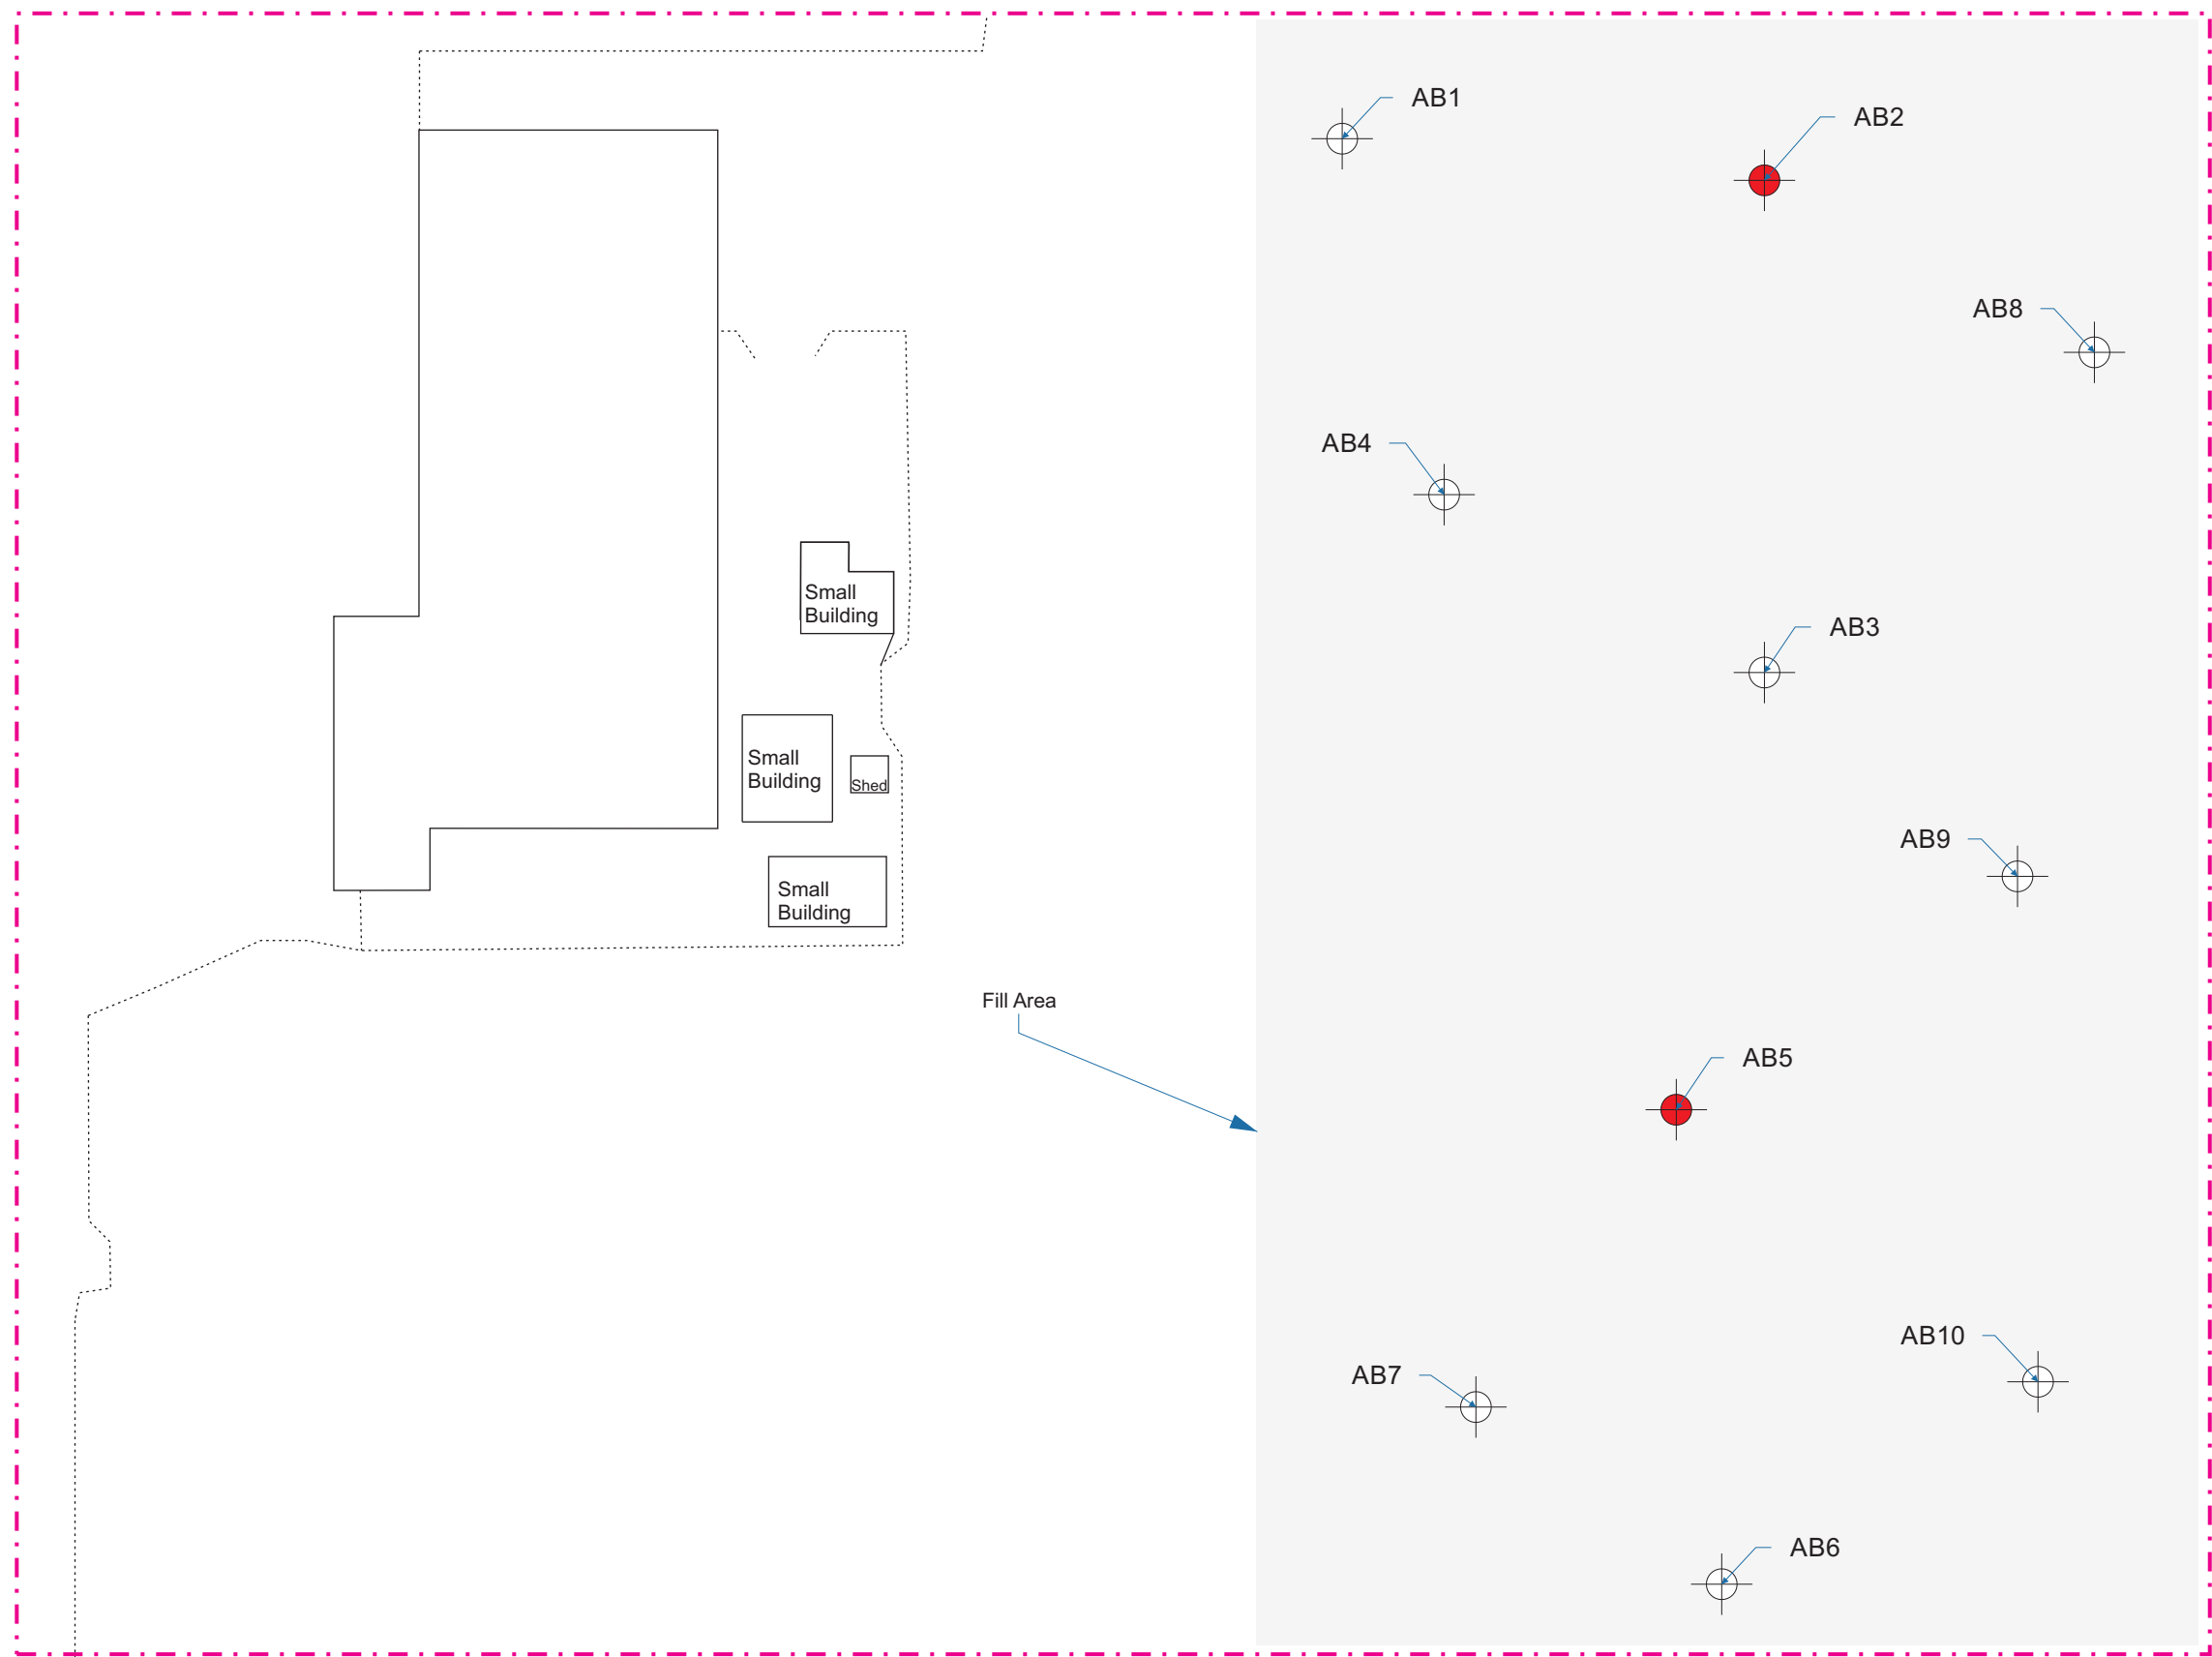 AB1
AB2
AB8
AB4
Small
Building
AB3
Small
Building
Shed
AB9
Small
Building
Fill Area
AB5
AB10
AB7
AB6